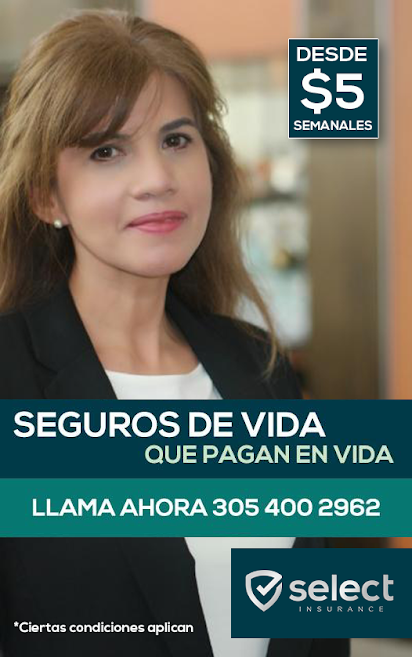 DESDE
$5
SEMANALES
SEGUROS DE VIDA
QUE PAGAN EN VIDA
LLAMA AHORA 305 400 2962
select
INSURANCE
*Ciertas condiciones aplican